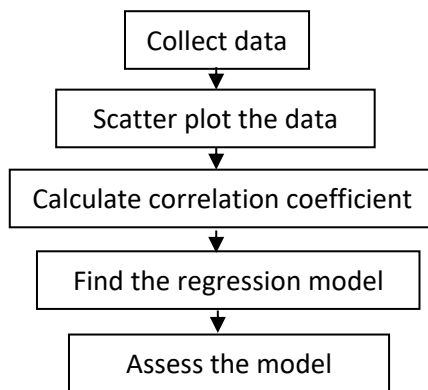 Collect data
Scatter plot the data
Calculate correlation coefficient
Find the regression model
Assess the model